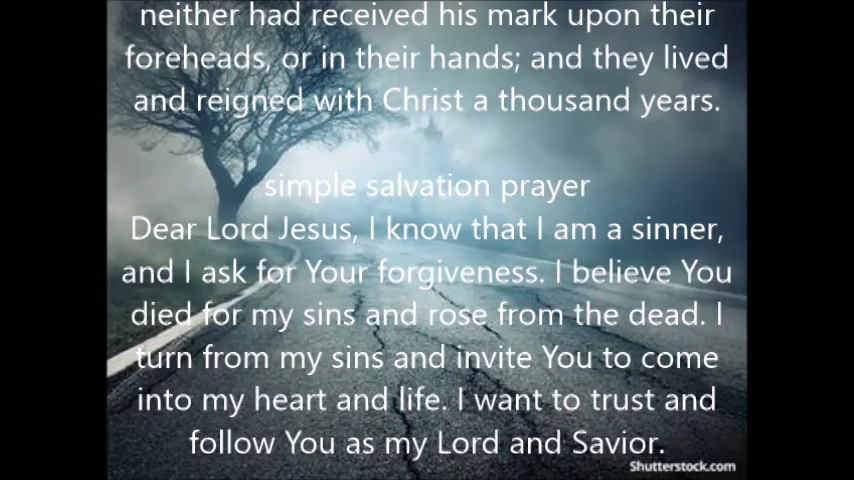 neither had received his mark upon their
foreheads, or in their hands; and they lived
and reigned with Christ a thousand years.
simple salvation prayer
Dear Lord Jesus, I know that I am a sinner,
and I ask for Your forgiveness. I believe You
died for my sins and rose from the dead. I
turn from my sins and invite You to come
into my heart and life. I want to trust and
follow You as my Lord and Savior.
Shutterstock.com